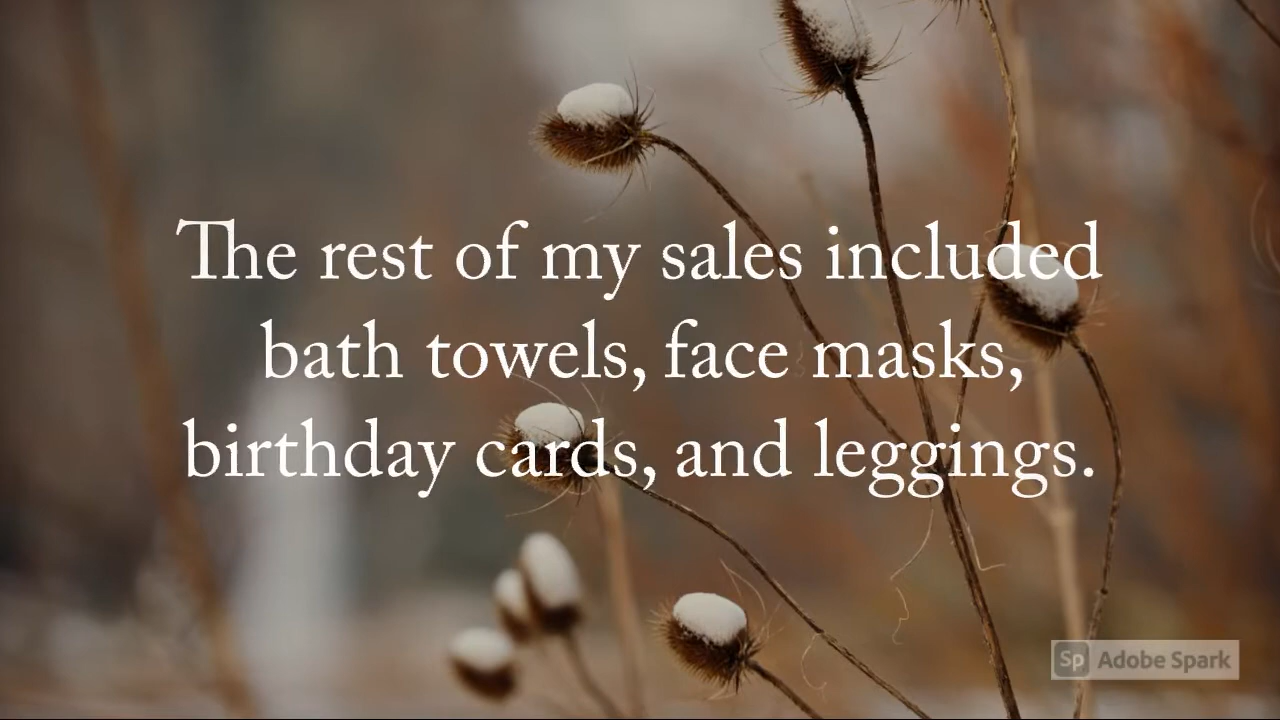 The rest of my sales included
bath towels, face masks,
birthday cards, and leggings.
Sp Adobe Spark